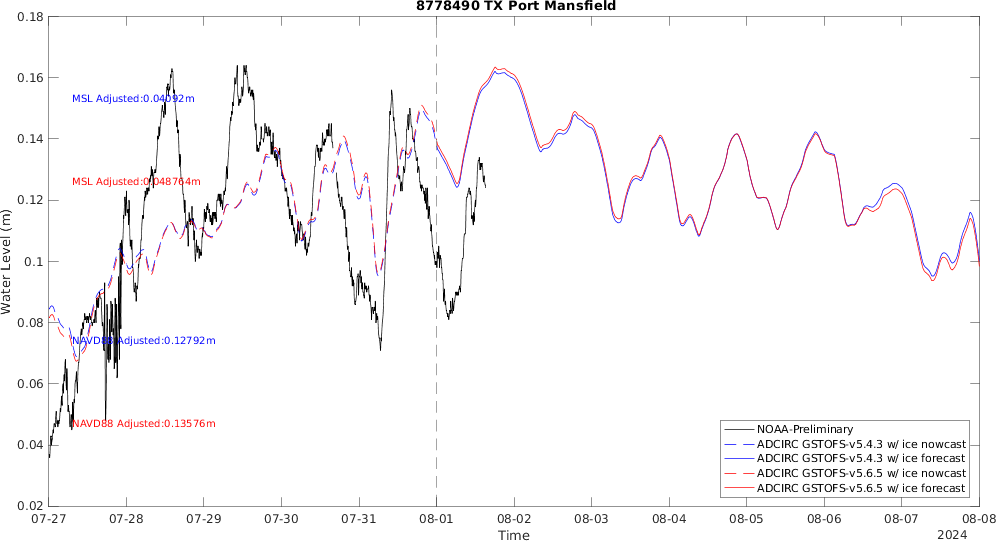 8778490 TX Port Mansfield
0.18
0.16
0.14
0.12
0.1
0.08
0.06
0.04
0.02
Water Level (m)
MSL Adjusted:0.04092m
MSL Adjusted:0.048764m
NAVD88 Adjusted:0.12792m
NAVD88 Adjusted:0.13576m
NOAA-Preliminary
ADCIRC GSTOFS-v5.4.3 w/ ice nowcast
ADCIRC GSTOFS-v5.4.3 w/ ice forecast
ADCIRC GSTOFS-v5.6.5 w/ ice nowcast
ADCIRC GSTOFS-v5.6.5 w/ ice forecast
07-27 07-28 07-29 07-30 07-31 08-01 08-02 08-03 08-04 08-05 08-06 08-07 08-08
Time
2024